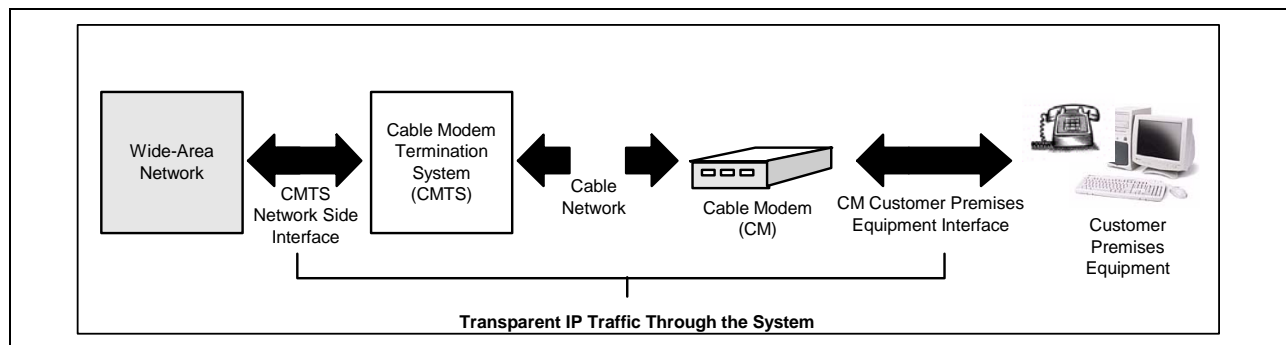 Wide-Area
Network
CMTS
Network Side
Interface
Cable Modem
Termination
System
(CMTS)
Cable
Network
Cable Modem
(CM)
CM Customer Premises
Equipment Interface
Customer
Premises
Equipment
Transparent IP Traffic Through the System